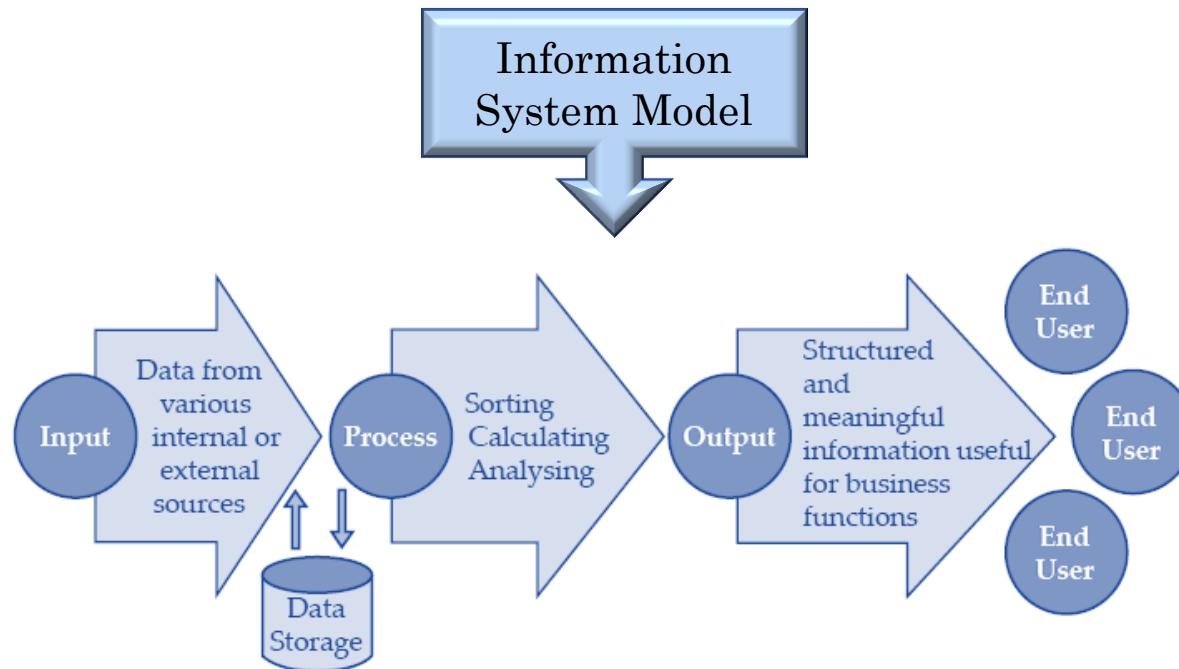 Information
System Model
Input
Data from
various
internal or
external
sources
Data
Storage
Process
Sorting
Calculating
Analysing
Output
Structured
and
meaningful
information useful
for business
functions
End
User
End
User
End
User